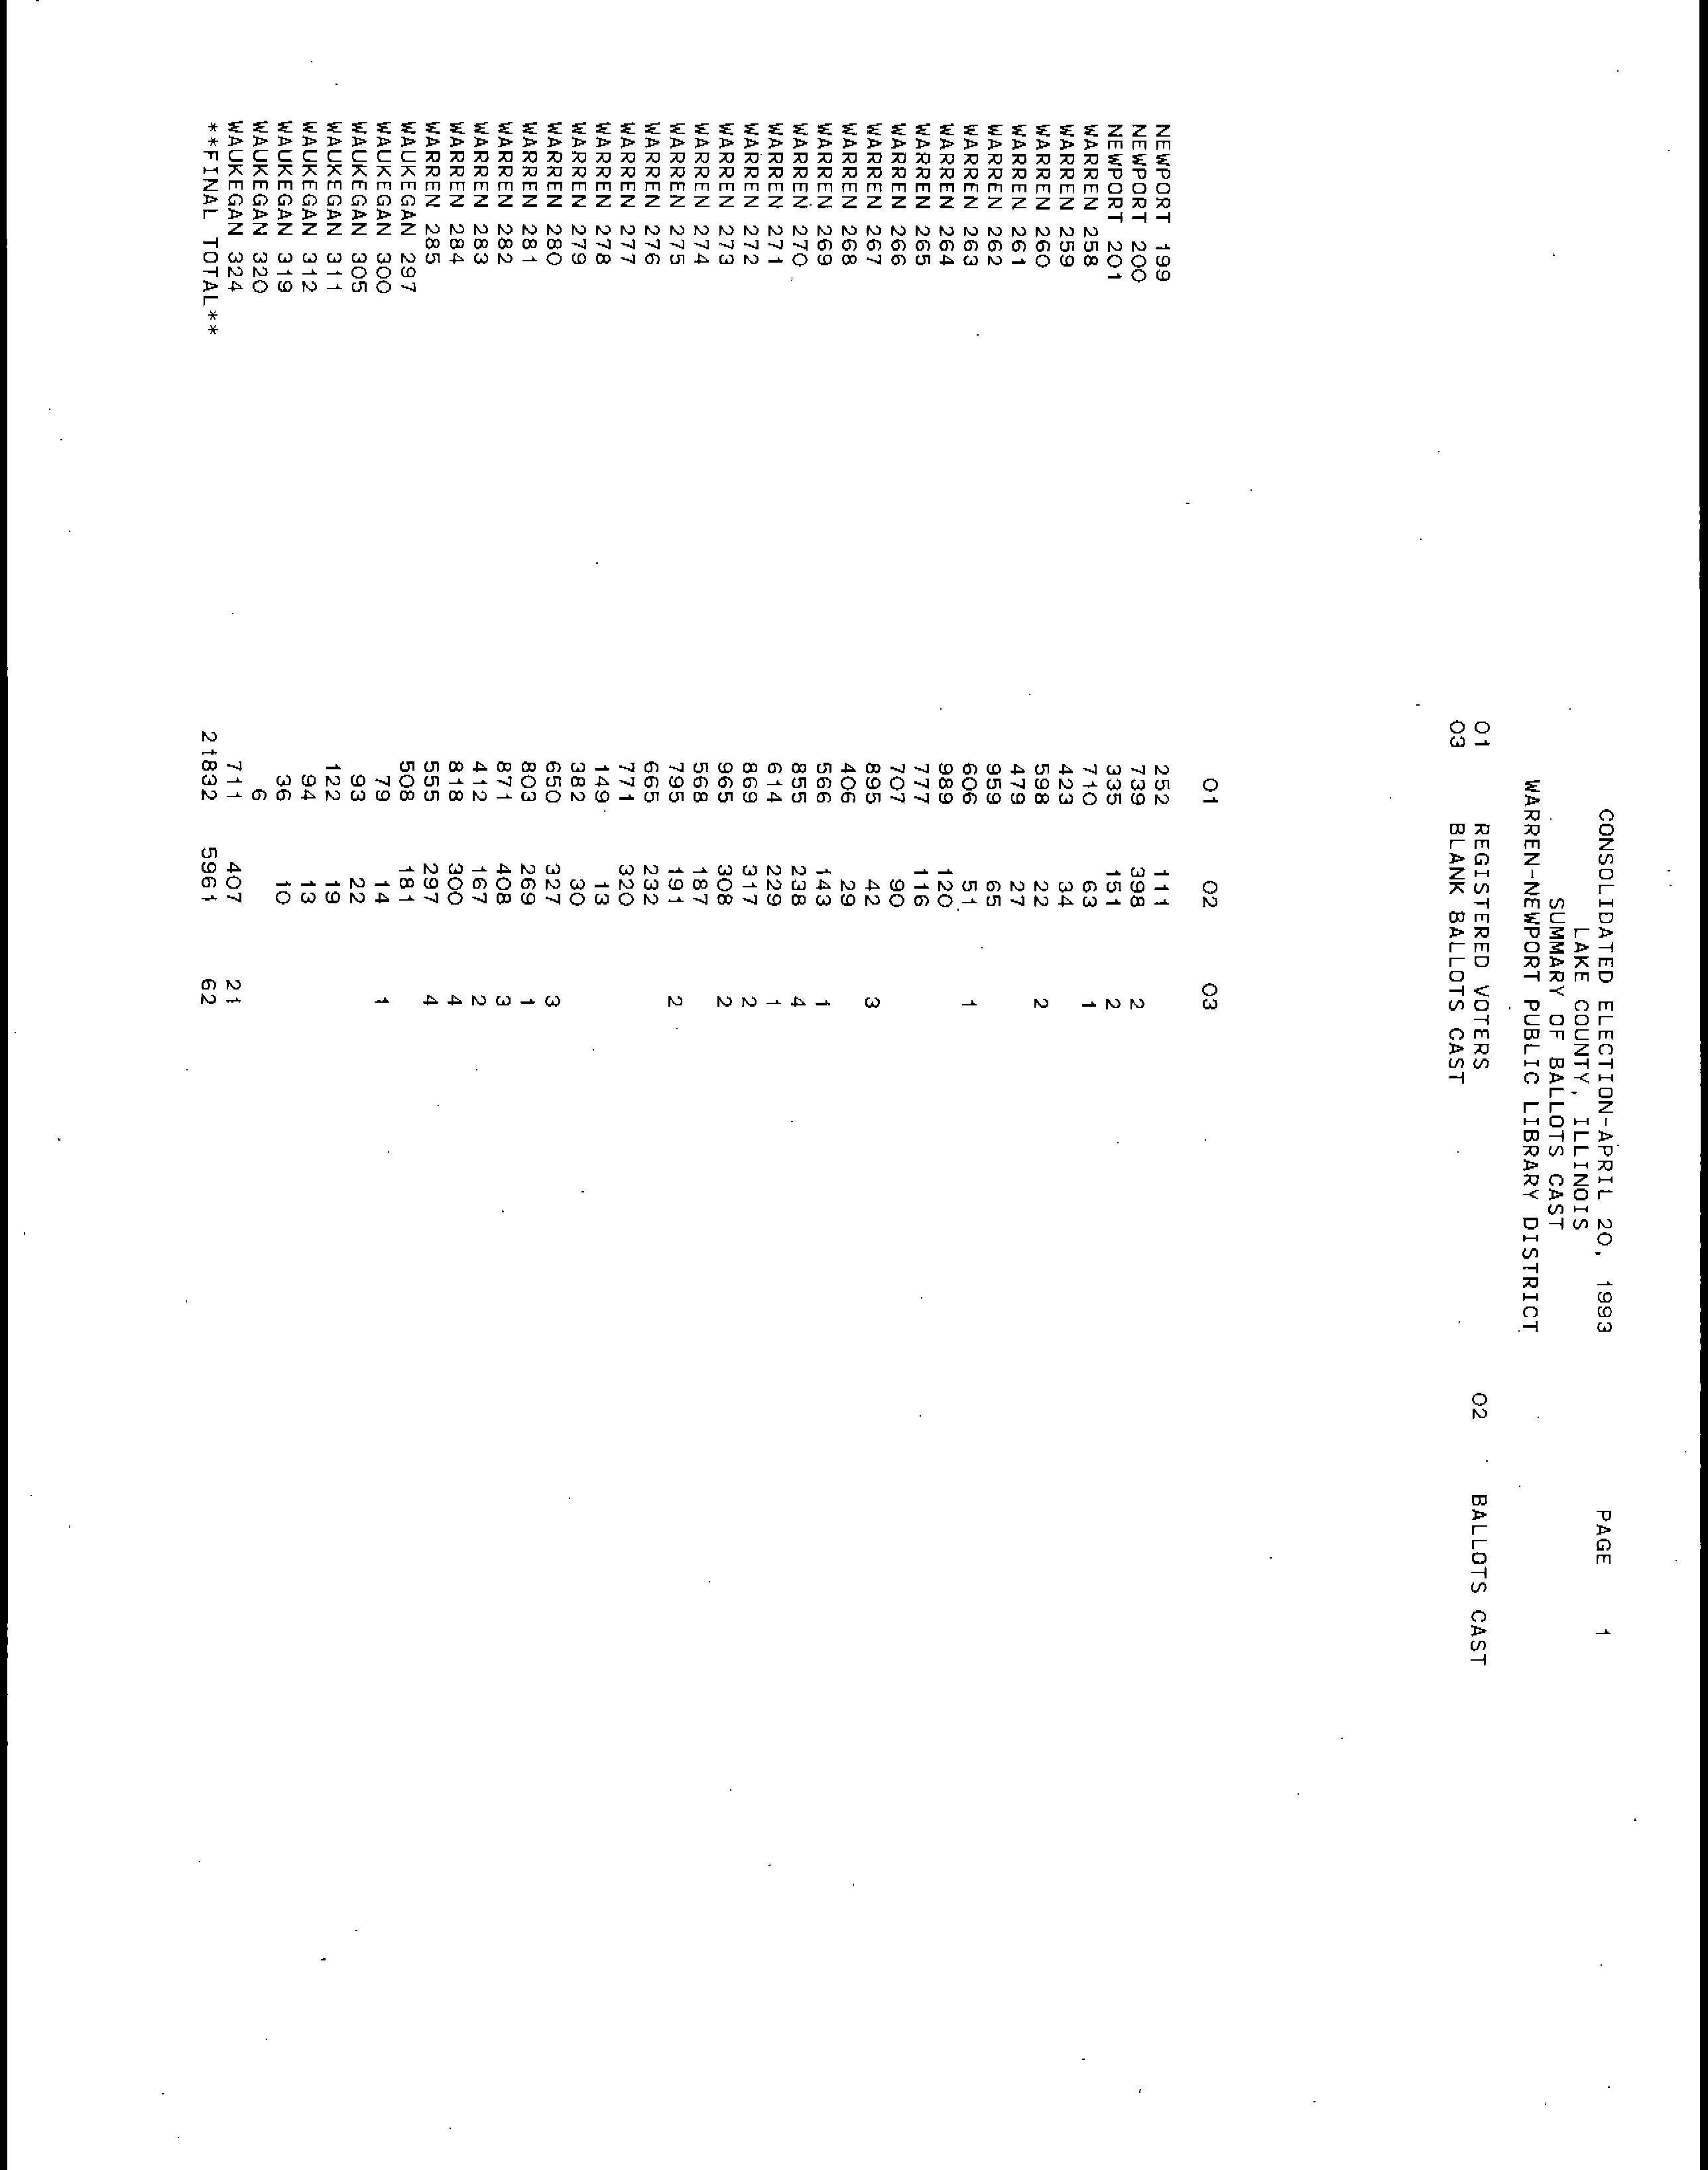 CONSOLIDATED ELECTION-APRIL 20, 1993 PAGE 1
LAKE COUNTY, ILLINOIS
SUMMARY OF BALLOTS CAST
WARREN-NEWPORT PUBLIC LIBRARY DISTRICT
01 REGISTERED VOTERS 02 BALLOTS CAST
03 BLANK BALLOTS CAST
01 02 03
NEWPORT 199 252 111
NEWPORT 200 739 398 2
NEWPORT 201 335 151 2
WARREN 258 710 63 1
WARREN 259 423 34
WARREN 260 598 22 2
WARREN 261 479 27
WARREN 262 959 65
WARREN 263 606 51 1
WARREN 264 989 120
WARREN 265 777 116
WARREN 266 707 90
WARREN 267 895 42 3
WARREN 268 406 29
WARREN 269 566 143 1
WARREN 270 855 238 4
WARREN 271 614 229 1
WARREN 272 869 317 2
WARREN 273 965 308 2
WARREN 274 568 187
WARREN 275 795 191 2
WARREN 276 665 232
WARREN 277 771 320
WARREN 278 149 13
WARREN 279 382 30
WARREN 280 650 327 3
WARREN 281 803 269 1
WARREN 282 871 408 3
WARREN 283 412 167 2
WARREN 284 818 300 4
WARREN 285 555 297 4
WAUKEGAN 297 508 181
WAUKEGAN 300 79 14 1
WAUKEGAN 305 93 22
WAUKEGAN 311 122 19
WAUKEGAN 312 94 13
WAUKEGAN 319 36 10
WAUKEGAN 320 6
WAUKEGAN 324 711 407 21
**FINAL TOTAL** 21832 5961 62